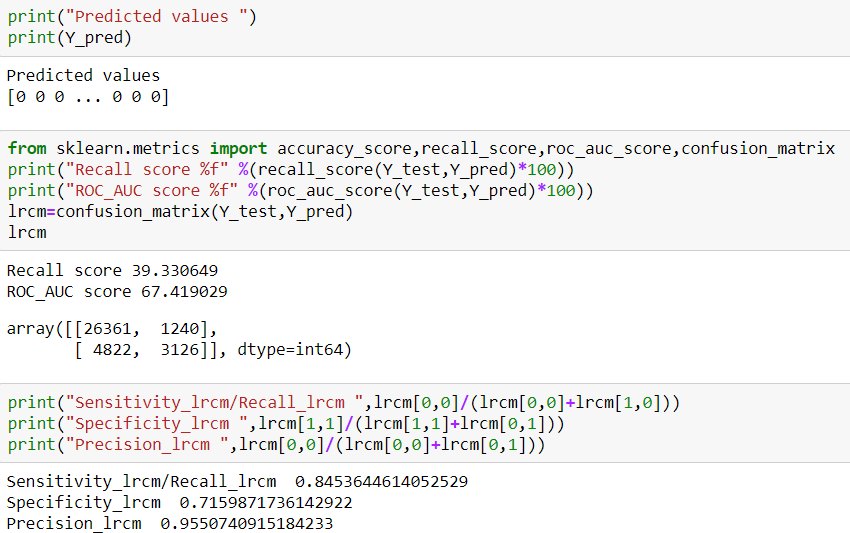 print("Predicted values ")
print(Y_pred)
Predicted values
[0 0 0 ... 0 0 0]
from sklearn.metrics import accuracy_score,recall_score,roc_auc_score,confusion_matrix
print("Recall score %f" %(recall_score(Y_test,Y_pred)*100))
print("ROC_AUC score %f" %(roc_auc_score(Y_test,Y_pred)*100))
lrcm=confusion_matrix(Y_test,Y_pred)
lrcm
Recall score 39.330649
ROC_AUC score 67.419029
array([[26361,  1240],
       [ 4822,  3126]], dtype=int64)
print("Sensitivity_lrcm/Recall_lrcm ",lrcm[0,0]/(lrcm[0,0]+lrcm[1,0]))
print("Specificity_lrcm ",lrcm[1,1]/(lrcm[1,1]+lrcm[0,1]))
print("Precision_lrcm ",lrcm[0,0]/(lrcm[0,0]+lrcm[0,1]))
Sensitivity_lrcm/Recall_lrcm  0.8453644614052529
Specificity_lrcm  0.7159871736142922
Precision_lrcm  0.9550740915184233